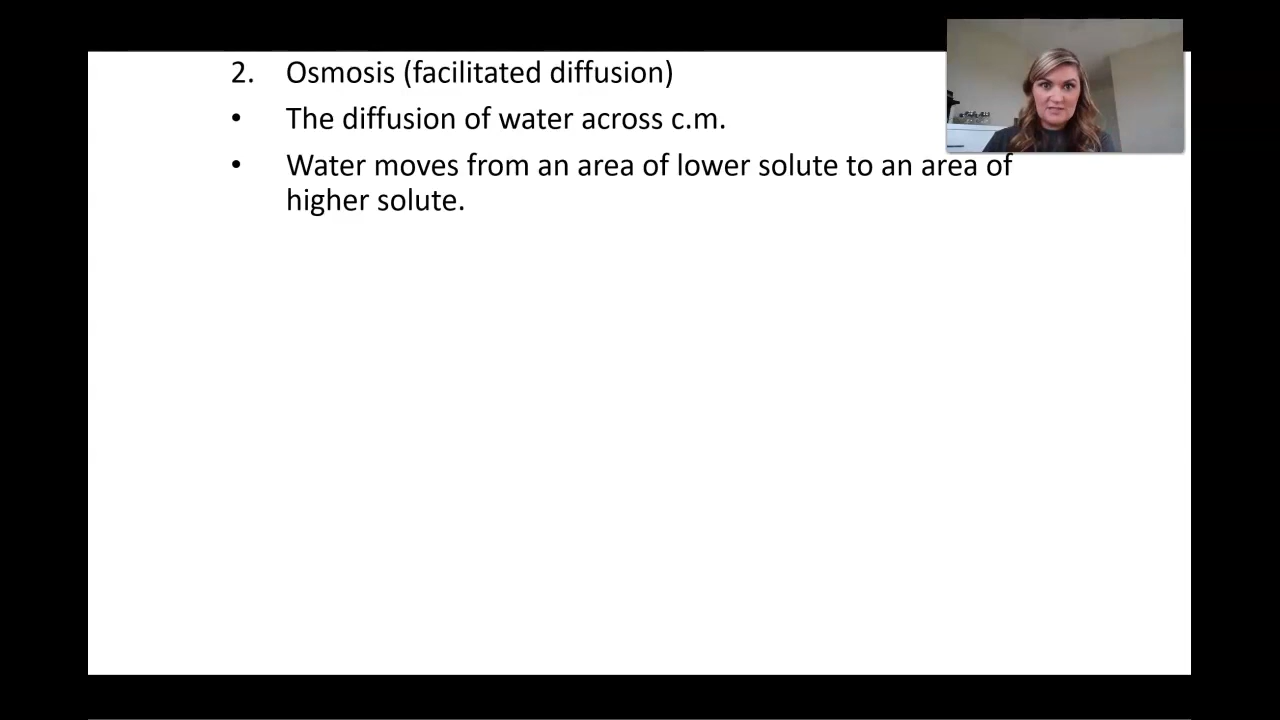 2. Osmosis (facilitated diffusion)
• The diffusion of water across c.m.
• Water moves from an area of lower solute to an area of
higher solute.